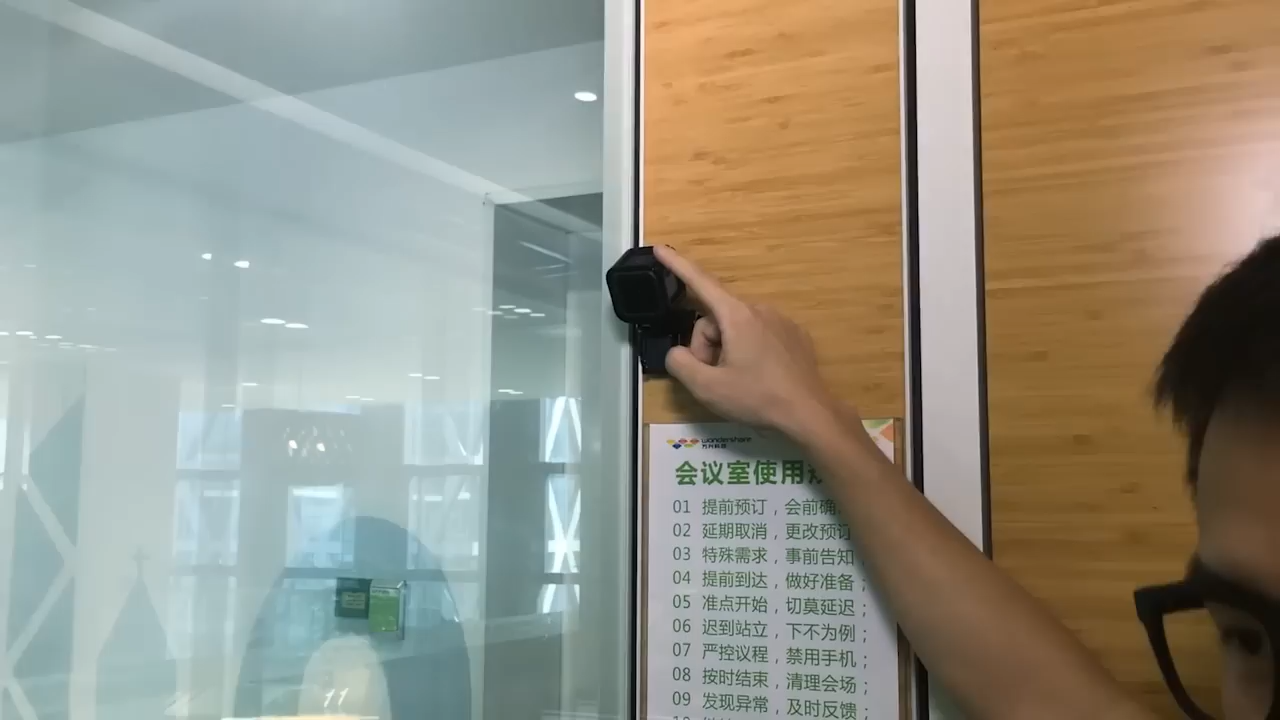 wondershare
万兴科技
会议室使用
01 提前预订，会前确
02 延期取消，更改预订
03 特殊需求，事前告知
04 提前到达，做好准备；
05 准点开始，切莫延迟；
06 迟到站立，下不为例；
07 严控议程，禁用手机；
08 按时结束，清理会场；
09 发现异常，及时反馈；
11